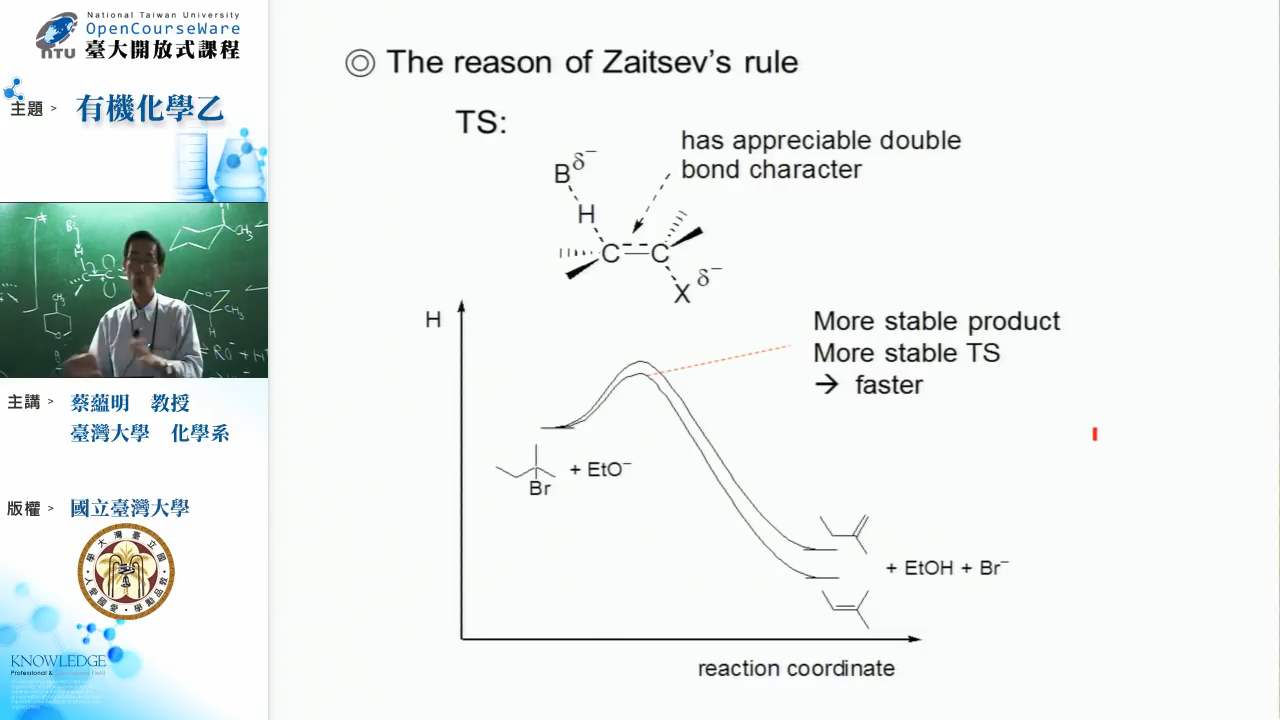 National Taiwan University
OpenCourseWare
臺大開放式課程
NTU
主題 > 有機化學乙
主講 > 蔡蘊明 教授
臺灣大學 化學系
版權 > 國立臺灣大學
KNOWLEDGE
◎ The reason of Zaitsev's rule
TS:
has appreciable double
bond character
B δ−
H
C C
X δ−
H
More stable product
More stable TS
→ faster
+ EtO−
Br
+ EtOH + Br−
reaction coordinate
CH3